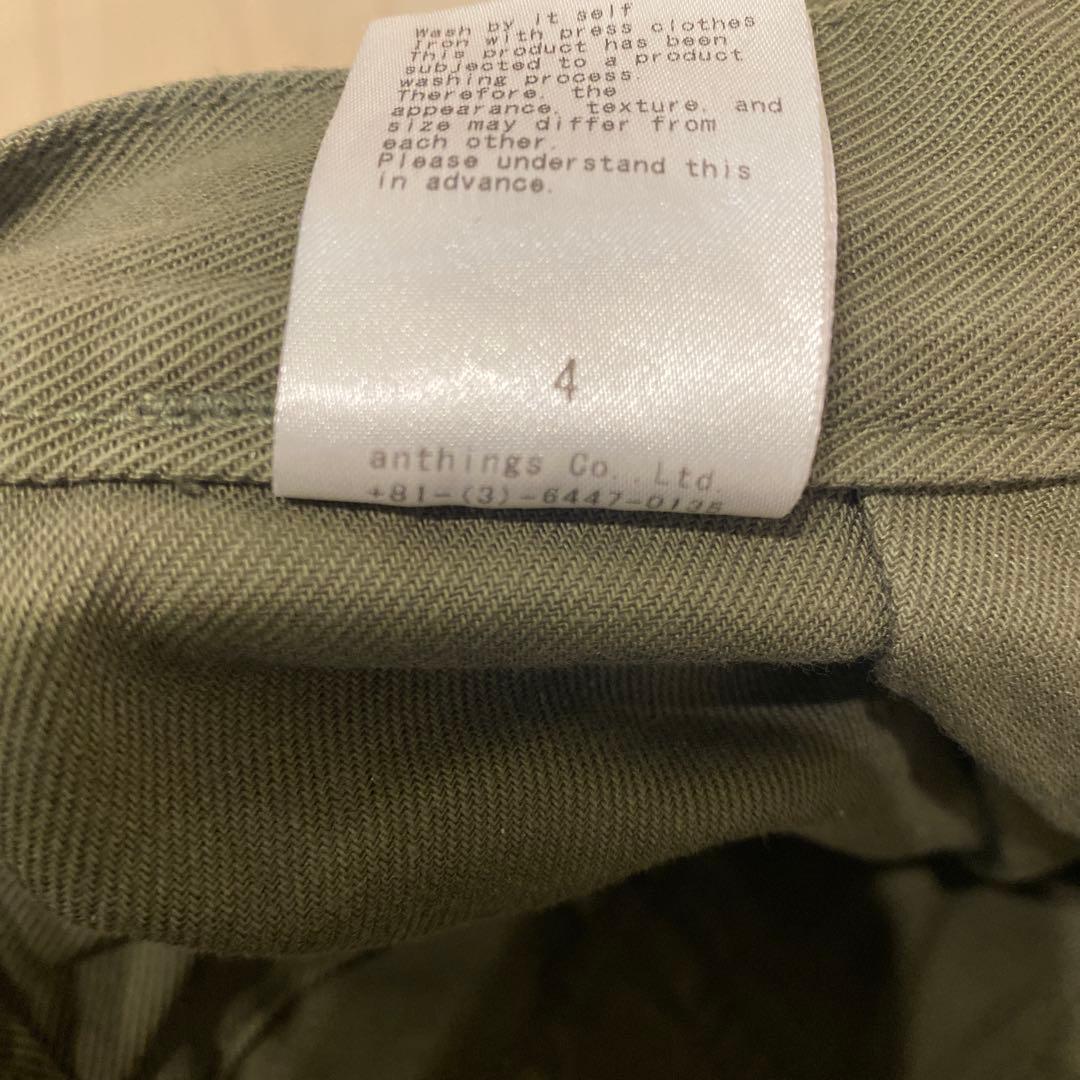 Wash by it self
Iron with press clothes
This product has been
subjected to a product
washing process.
Therefore, the
appearance, texture, and
size may differ from
each other.
Please understand this
in advance.
4
anthings Co., Ltd.
+81-(3)-6447-0135